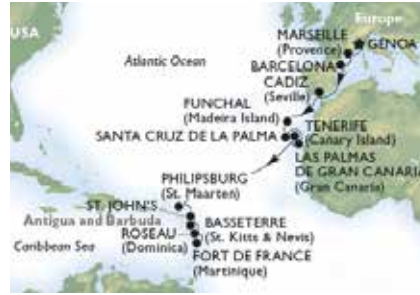 Europe
USA
MARSEILLE
(Provence)
GENOA
Atlantic Ocean
BARCELONA
CADIZ
(Seville)
FUNCHAL
(Madeira Island)
TENERIFE
(Canary Island)
SANTA CRUZ DE LA PALMA
LAS PALMAS
DE GRAN CANARIA
(Gran Canaria)
PHILIPSBURG
(St. Maarten)
ST. JOHN'S
Antigua and Barbuda
BASSETERRE
(St. Kitts & Nevis)
ROSEAU
(Dominica)
Caribbean Sea
FORT DE FRANCE
(Martinique)